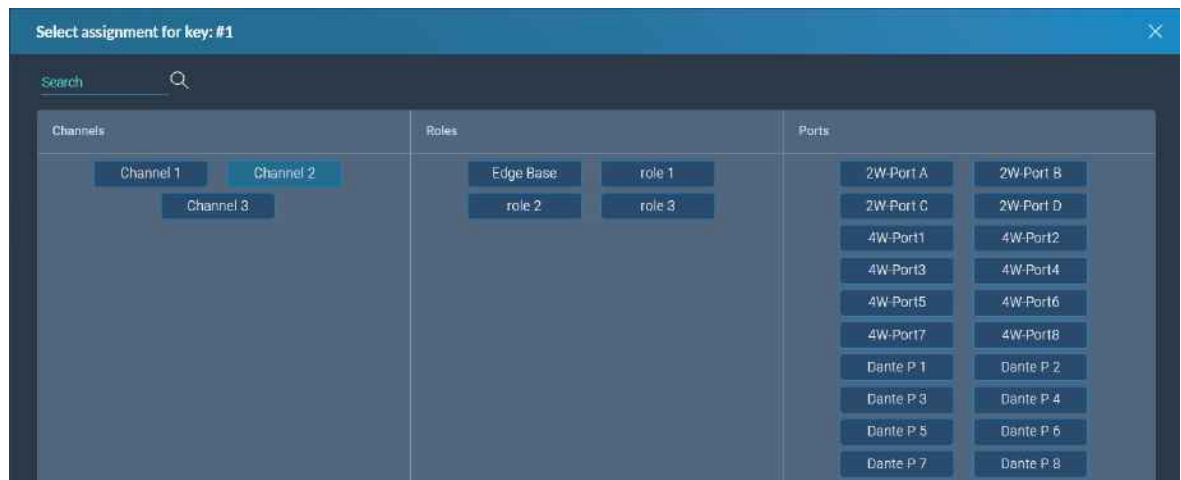 Select assignment for key: #1
Search
Channels Roles Ports
Channel 1 Channel 2 Edge Base role 1 2W-Port A 2W-Port B
Channel 3 role 2 role 3 2W-Port C 2W-Port D
4W-Port1 4W-Port2
4W-Port3 4W-Port4
4W-Port5 4W-Port6
4W-Port7 4W-Port8
Dante P 1 Dante P 2
Dante P 3 Dante P 4
Dante P 5 Dante P 6
Dante P 7 Dante P 8